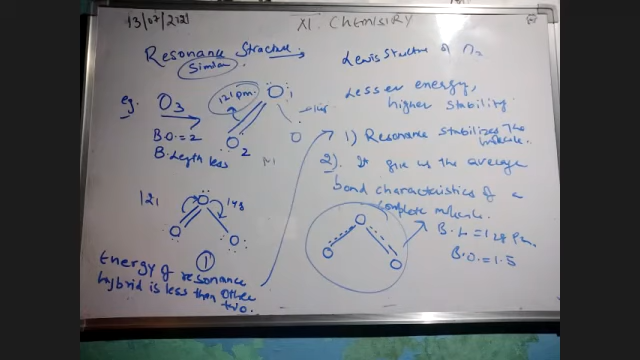 13/07/2021
XI. CHEMISTRY
Resonance Structure
Similar
eg. O3
B.O. = 2
B. Length less
121 pm.
O 1
O 2
O
121 148
1
Energy of resonance
hybrid is less than other
two.
Lewis Structure of
Lesser energy,
higher stability
1) Resonance stabilizes the
molecule.
2). It give us the average
bond characteristics of a
complete molecule.
B.L = 128 pm
B.O. = 1.5